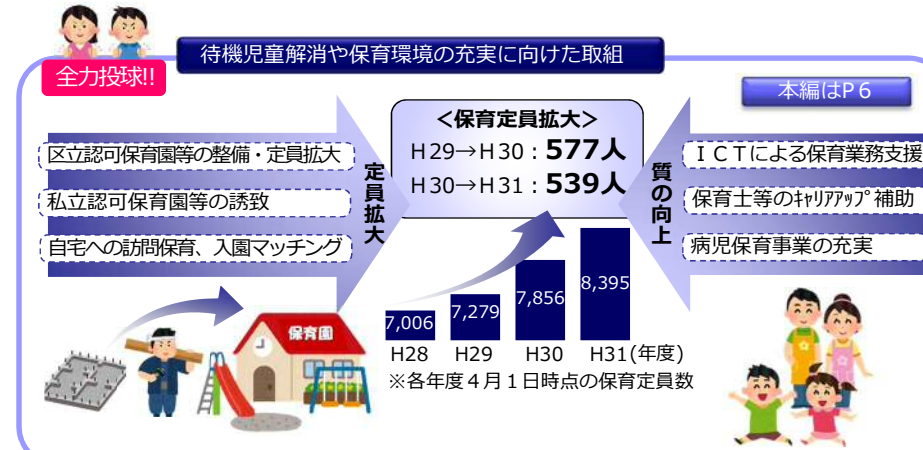 待機児童解消や保育環境の充実に向けた取組
全力投球!!
本編はP６
区立認可保育園等の整備・定員拡大
私立認可保育園等の誘致
自宅への訪問保育、入園マッチング
定員拡大
＜保育定員拡大＞
H29→H30：577人
H30→H31：539人
質の向上
ＩＣＴによる保育業務支援
保育士等のｷｬﾘｱｱｯﾌﾟ補助
病児保育事業の充実
保育園
7,006
7,279
7,856
8,395
H28 H29 H30 H31(年度)
※各年度４月１日時点の保育定員数